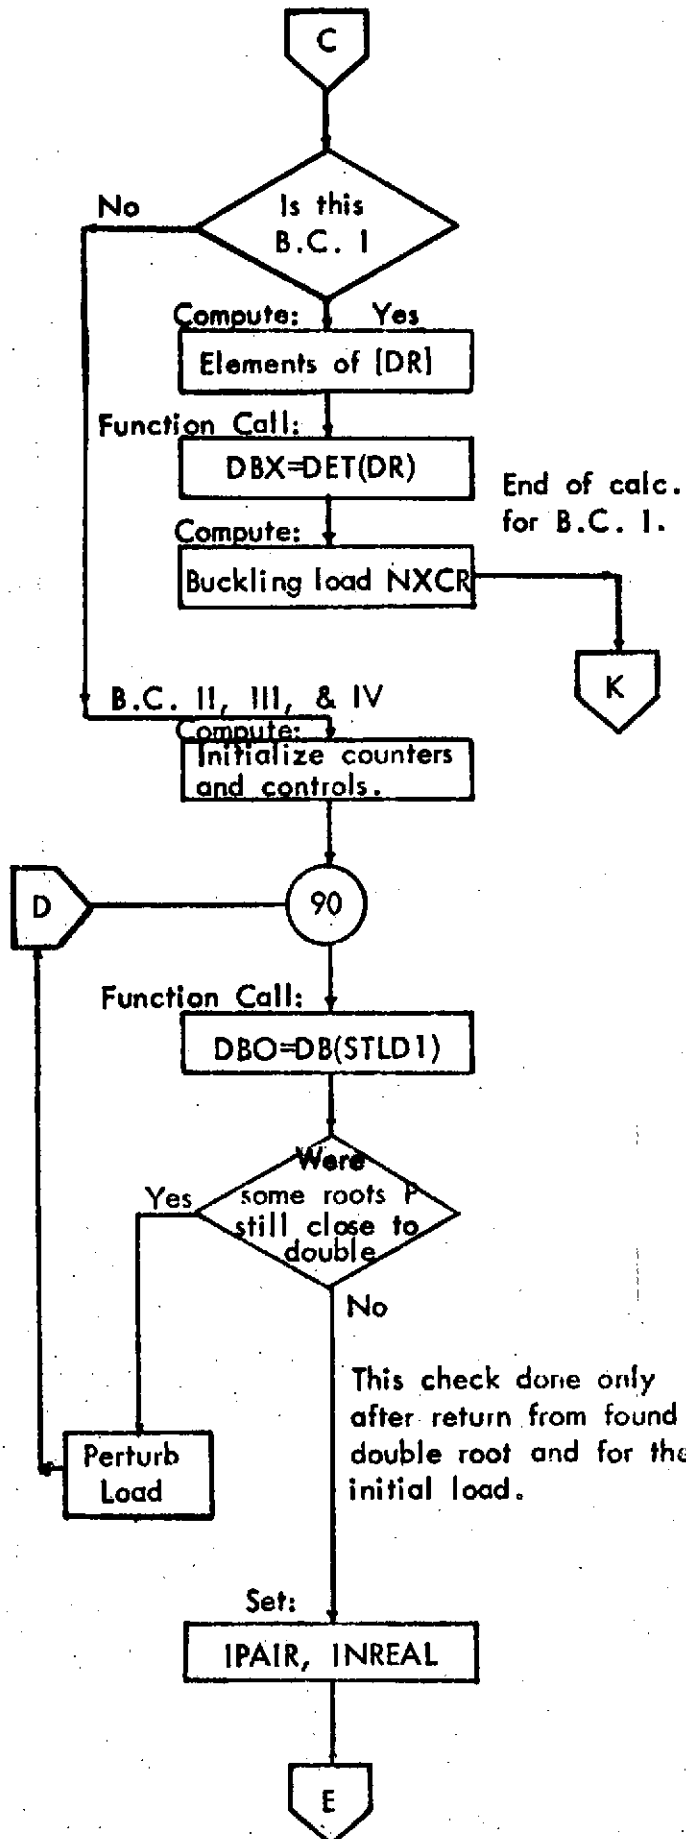 C
Is this
B.C. I
No
Compute: Yes
Elements of [DR]
Function Call:
DBX=DET(DR)
End of calc.
for B.C. I.
Compute:
Buckling load NXCR
K
B.C. II, III, & IV
Compute:
Initialize counters
and controls.
D
90
Function Call:
DBO=DB(STLD1)
Were
some roots P
still close to
double
Yes
No
This check done only
after return from found
double root and for the
initial load.
Perturb
Load
Set:
IPAIR, INREAL
E